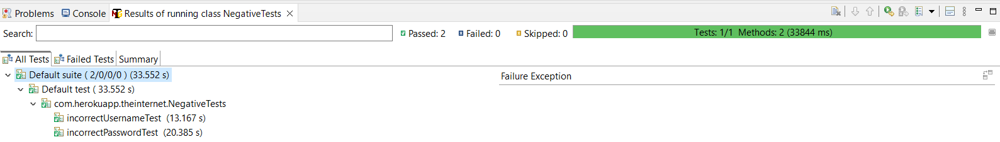 Problems Console Results of running class NegativeTests
Search: Passed: 2 Failed: 0 Skipped: 0 Tests: 1/1 Methods: 2 (33844 ms)
All Tests Failed Tests Summary
Default suite ( 2/0/0/0 ) (33.552 s)
Failure Exception
Default test ( 33.552 s)
com.herokuapp.theinternet.NegativeTests
incorrectUsernameTest (13.167 s)
incorrectPasswordTest (20.385 s)